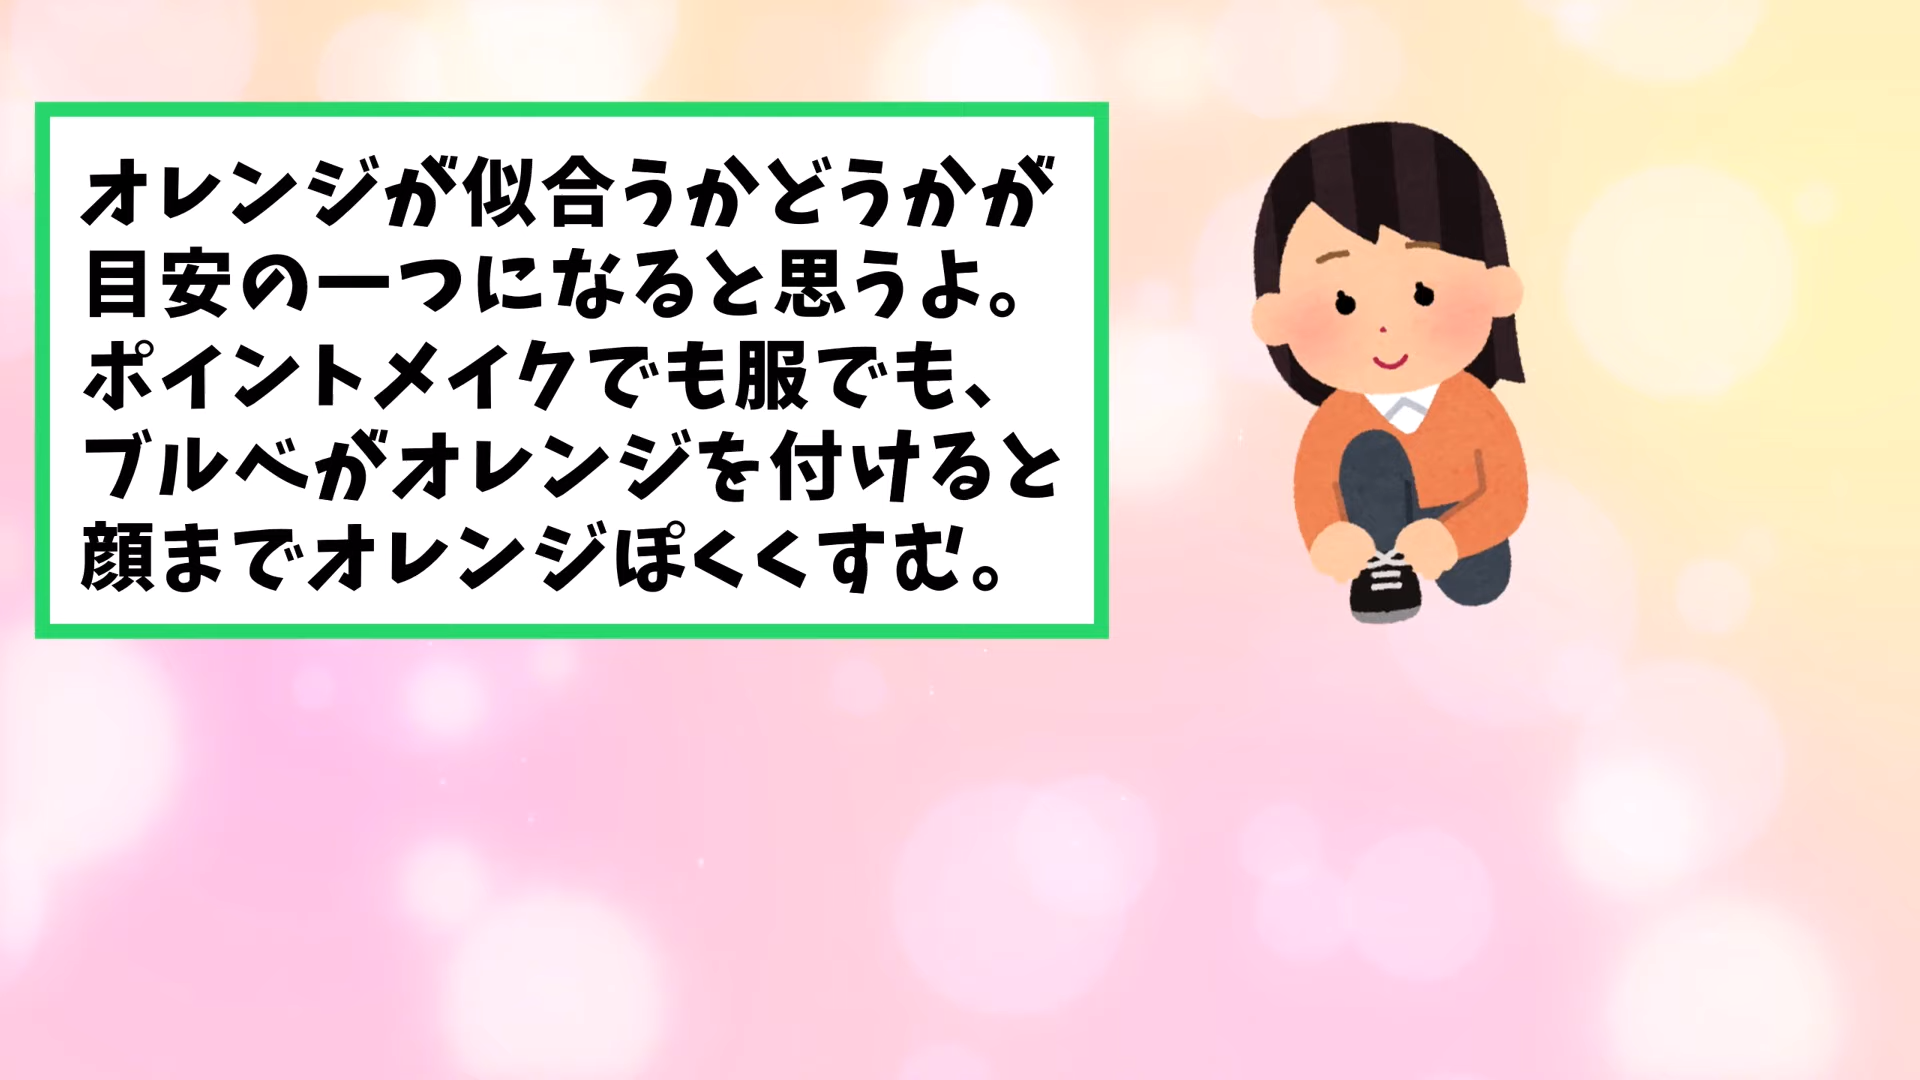 オレンジが似合うかどうかが
目安の一つになると思うよ。
ポイントメイクでも服でも、
ブルベがオレンジを付けると
顔までオレンジぽくくすむ。